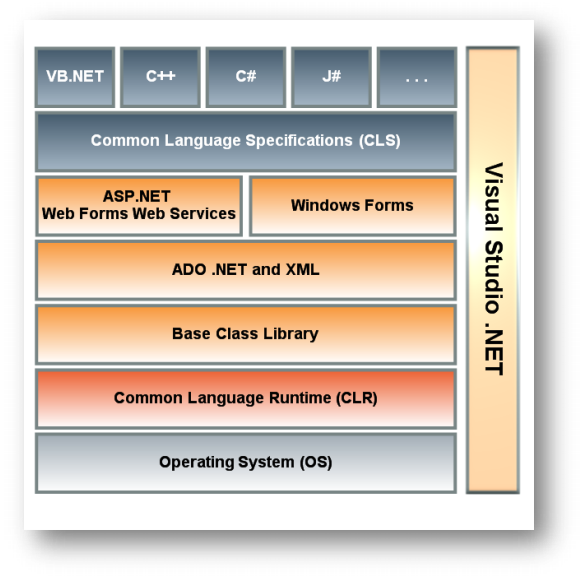 VB.NET
C++
C#
J#
. . .
Common Language Specifications (CLS)
ASP.NET
Web Forms Web Services
Windows Forms
ADO .NET and XML
Base Class Library
Common Language Runtime (CLR)
Operating System (OS)
Visual Studio .NET